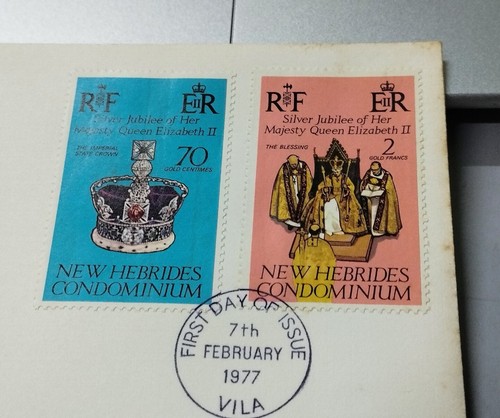 RF EIIR
Silver Jubilee of Her
Majesty Queen Elizabeth II
THE IMPERIAL
STATE CROWN
70
GOLD CENTIMES
NEW HEBRIDES
CONDOMINIUM
RF EIIR
Silver Jubilee of Her
Majesty Queen Elizabeth II
THE BLESSING
2
GOLD FRANCS
NEW HEBRIDES
CONDOMINIUM
FIRST DAY OF ISSUE
7th
FEBRUARY
1977
VILA